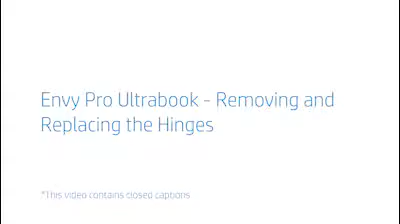 Envy Pro Ultrabook - Removing and
Replacing the Hinges
*This video contains closed captions